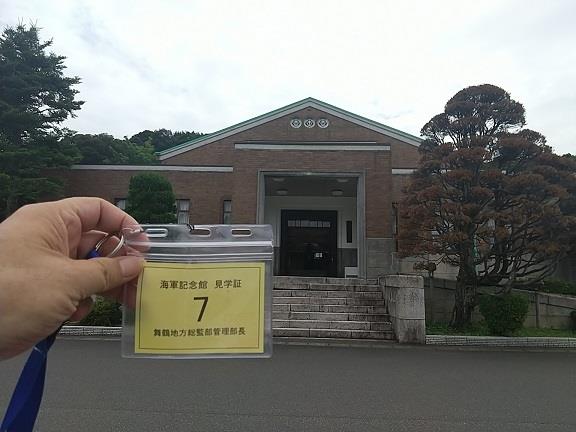 海軍記念館 見学証
7
舞鶴地方総監部管理部長